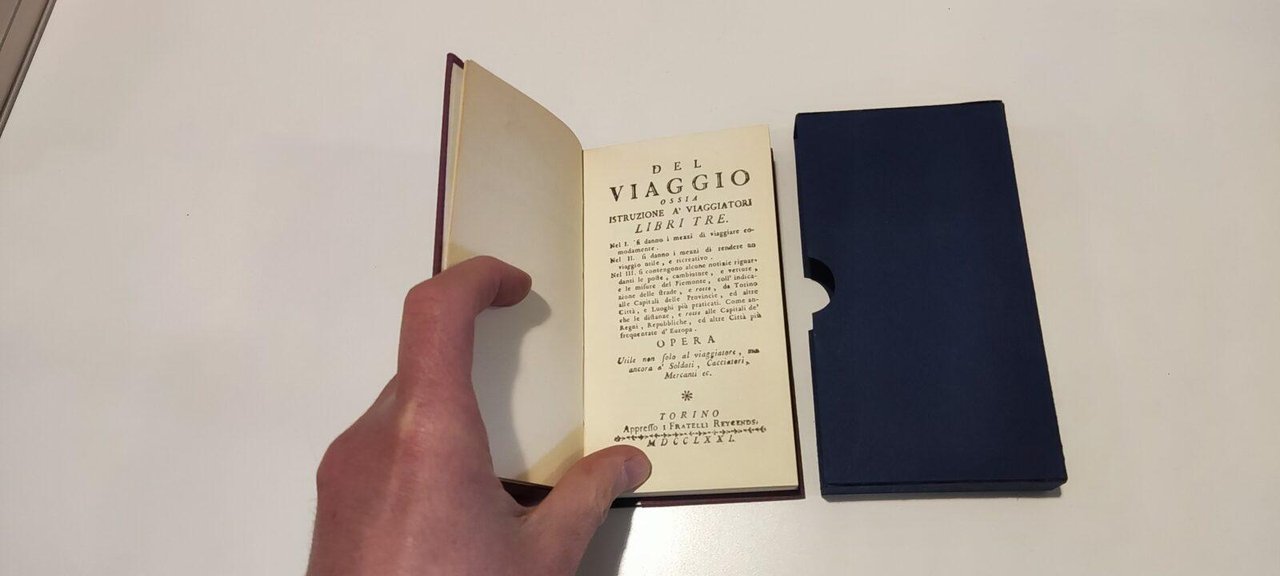 DEL
VIAGGIO
OSSIA
ISTRUZIONE A' VIAGGIATORI
LIBRI TRE.
Nel I. si danno i mezzi di viaggiare co-
modamente.
Nel II. si danno i mezzi di rendere un
viaggio utile, e ricreativo.
Nel III. si contengono alcune notizie riguar-
danti le poste, cambiature, e vetture,
e le misure del Piemonte, coll' indica-
zione delle strade, e rotte, da Torino
alle Capitali delle Provincie, ed altre
Città, e Luoghi più praticati. Come an-
che le distanze, e rotte alle Capitali de'
Regni, Repubbliche, ed altre Città più
frequentate d'Europa.
OPERA
Utile non solo al viaggiatore, ma
ancora a' Soldati, Cacciatori,
Mercanti ec.
TORINO
Appresso i FRATELLI REYCENDS.
MDCCLXXI.